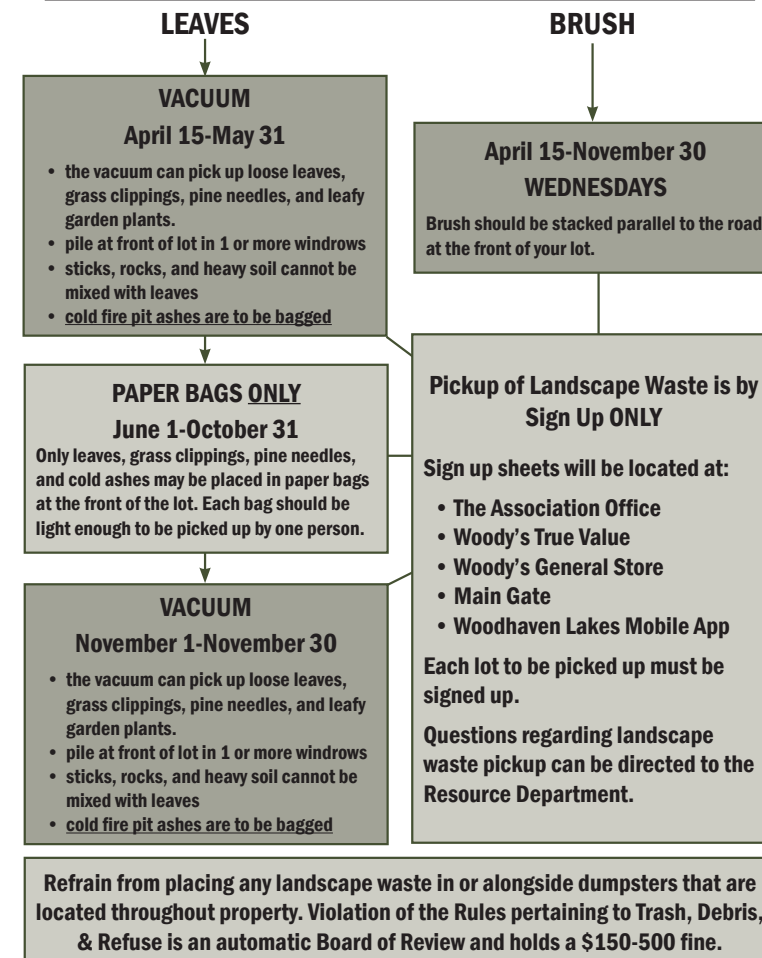 LEAVES
VACUUM
April 15-May 31
• the vacuum can pick up loose leaves,
grass clippings, pine needles, and leafy
garden plants.
• pile at front of lot in 1 or more windrows
• sticks, rocks, and heavy soil cannot be
mixed with leaves
• cold fire pit ashes are to be bagged
PAPER BAGS ONLY
June 1-October 31
Only leaves, grass clippings, pine needles,
and cold ashes may be placed in paper bags
at the front of the lot. Each bag should be
light enough to be picked up by one person.
VACUUM
November 1-November 30
• the vacuum can pick up loose leaves,
grass clippings, pine needles, and leafy
garden plants.
• pile at front of lot in 1 or more windrows
• sticks, rocks, and heavy soil cannot be
mixed with leaves
• cold fire pit ashes are to be bagged
BRUSH
April 15-November 30
WEDNESDAYS
Brush should be stacked parallel to the road
at the front of your lot.
Pickup of Landscape Waste is by
Sign Up ONLY
Sign up sheets will be located at:
• The Association Office
• Woody's True Value
• Woody's General Store
• Main Gate
• Woodhaven Lakes Mobile App
Each lot to be picked up must be
signed up.
Questions regarding landscape
waste pickup can be directed to the
Resource Department.
Refrain from placing any landscape waste in or alongside dumpsters that are
located throughout property. Violation of the Rules pertaining to Trash, Debris,
& Refuse is an automatic Board of Review and holds a $150-500 fine.